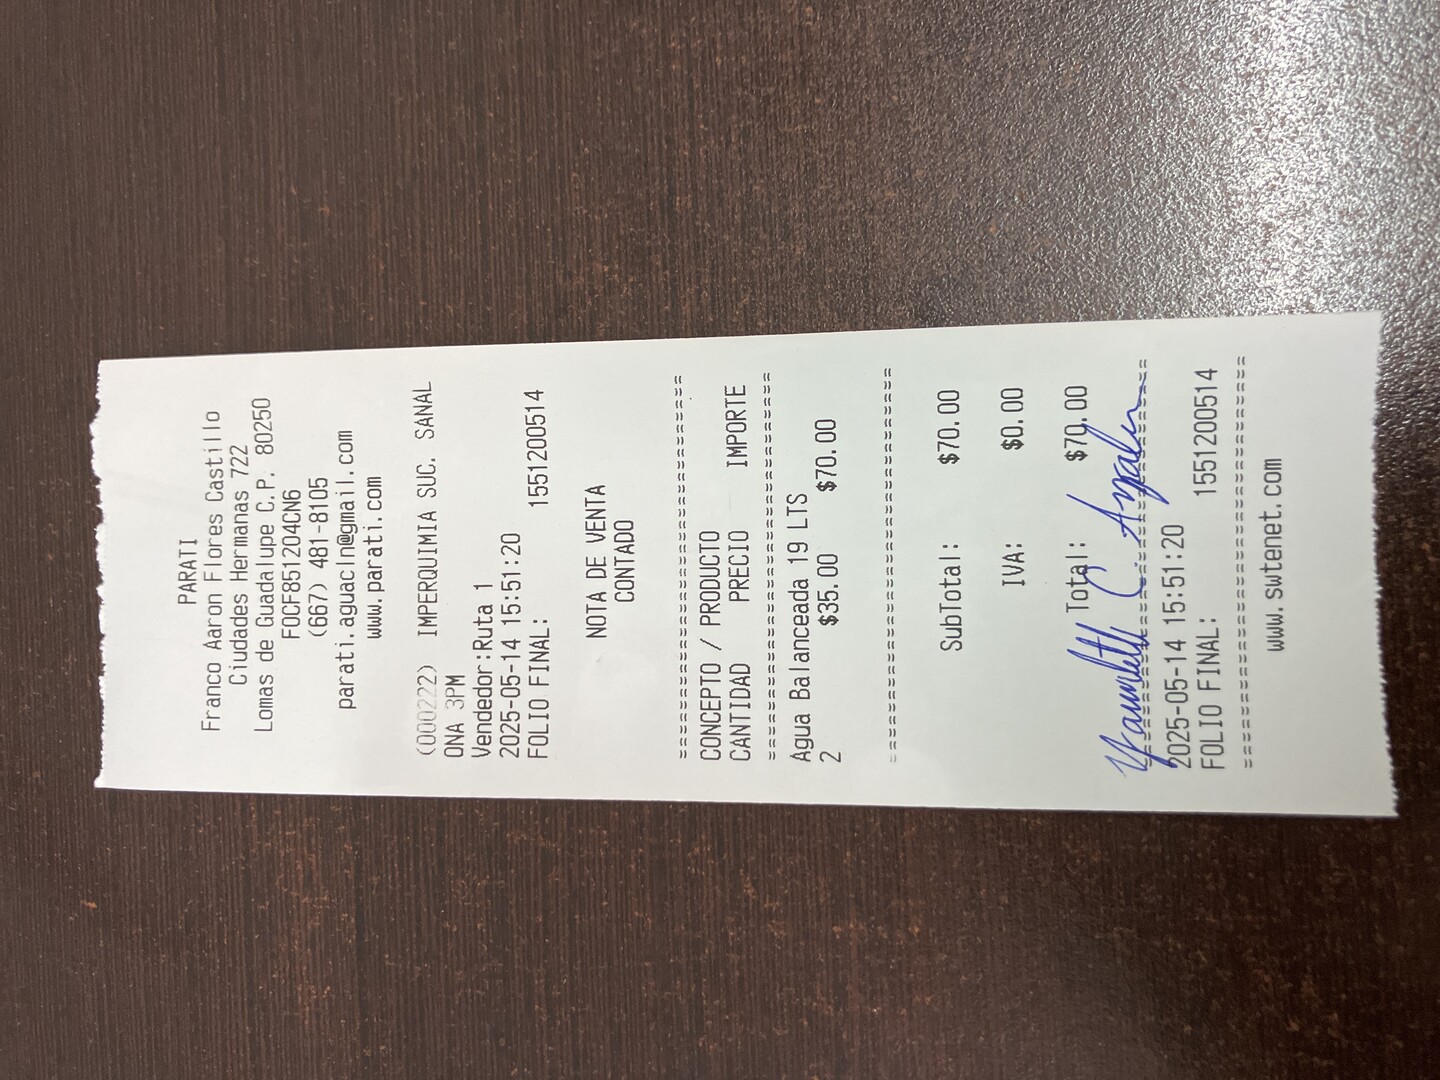 PARATI
Franco Aaron Flores Castillo
Ciudades Hermanas 722
Lomas de Guadalupe C.P. 80250
FOCF851204CN6
(667) 481-8105
parati.aguacln@gmail.com
www.parati.com
(000222) IMPERQUIMIA SUC. SANAL
ONA 3PM
Vendedor:Ruta 1
2025-05-14 15:51:20
FOLIO FINAL: 1551200514
NOTA DE VENTA
CONTADO
==================================
CONCEPTO / PRODUCTO
CANTIDAD PRECIO IMPORTE
==================================
Agua Balanceada 19 LTS
2 $35.00 $70.00
==================================
SubTotal: $70.00
IVA: $0.00
Total: $70.00
C. Ayala
==================================
2025-05-14 15:51:20
FOLIO FINAL: 1551200514
==================================
www.swtenet.com